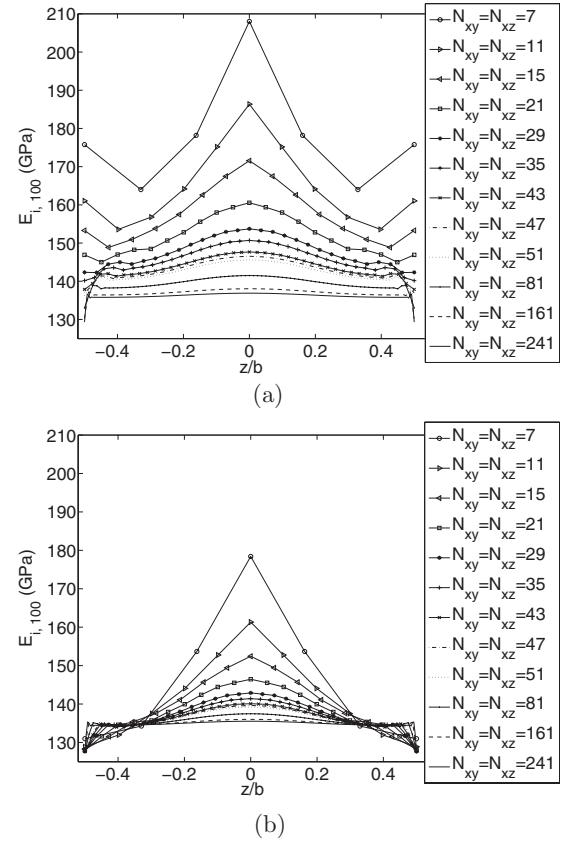 210
200
190
180
170
160
150
140
130
E_{i, 100} (GPa)
−0.4 −0.2 0 0.2 0.4
z/b
N_{xy}=N_{xz}=7
N_{xy}=N_{xz}=11
N_{xy}=N_{xz}=15
N_{xy}=N_{xz}=21
N_{xy}=N_{xz}=29
N_{xy}=N_{xz}=35
N_{xy}=N_{xz}=43
N_{xy}=N_{xz}=47
N_{xy}=N_{xz}=51
N_{xy}=N_{xz}=81
N_{xy}=N_{xz}=161
N_{xy}=N_{xz}=241
(a)
210
200
190
180
170
160
150
140
130
E_{i, 100} (GPa)
−0.4 −0.2 0 0.2 0.4
z/b
N_{xy}=N_{xz}=7
N_{xy}=N_{xz}=11
N_{xy}=N_{xz}=15
N_{xy}=N_{xz}=21
N_{xy}=N_{xz}=29
N_{xy}=N_{xz}=35
N_{xy}=N_{xz}=43
N_{xy}=N_{xz}=47
N_{xy}=N_{xz}=51
N_{xy}=N_{xz}=81
N_{xy}=N_{xz}=161
N_{xy}=N_{xz}=241
(b)